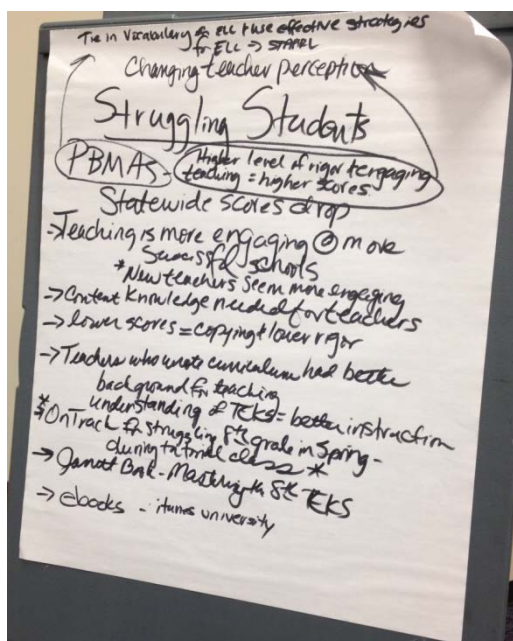 Tie in Vocabulary for ELL & use effective strategies
for ELL → STAAR L
Changing teacher perception
Struggling Students
PBMAS - Higher level of rigor & engaging
teaching = higher scores.
Statewide scores drop
→ Teaching is more engaging @ more
successful schools
* New teachers seem more engaging
→ Content knowledge needed for teachers
→ lower scores = copying & lower rigor
→ Teachers who wrote curriculum had better
background for teaching
understanding of TEKS = better instruction
* → OnTrack for struggling 8th grade in Spring -
during tutorial class *
→ Book - Mastering the 8th TEKS
→ ebooks - itunes university